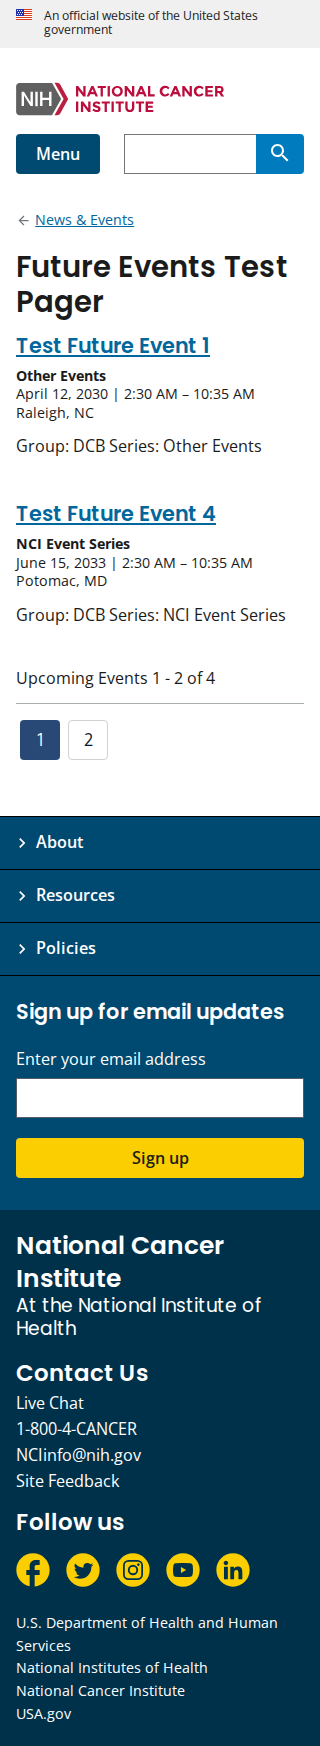 An official website of the United States
government
NIH
NATIONAL CANCER
INSTITUTE
Menu
News & Events
Future Events Test
Pager
Test Future Event 1
Other Events
April 12, 2030 | 2:30 AM – 10:35 AM
Raleigh, NC
Group: DCB Series: Other Events
Test Future Event 4
NCI Event Series
June 15, 2033 | 2:30 AM – 10:35 AM
Potomac, MD
Group: DCB Series: NCI Event Series
Upcoming Events 1 - 2 of 4
1 2
About
Resources
Policies
Sign up for email updates
Enter your email address
Sign up
National Cancer
Institute
At the National Institute of
Health
Contact Us
Live Chat
1-800-4-CANCER
NCIinfo@nih.gov
Site Feedback
Follow us
U.S. Department of Health and Human
Services
National Institutes of Health
National Cancer Institute
USA.gov